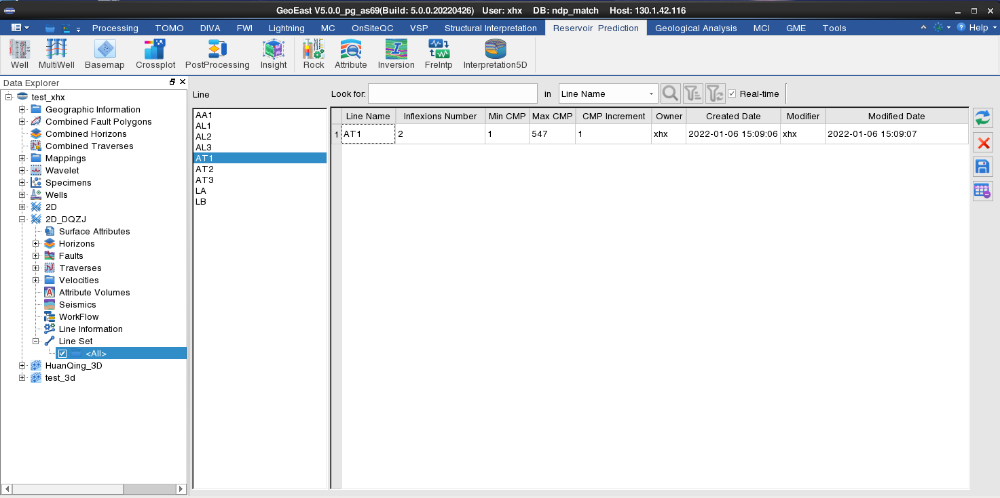 GeoEast V5.0.0_pg_as69(Build: 5.0.0.20220426) User: xhx DB: ndp_match Host: 130.1.42.116
Processing TOMO DIVA FWI Lightning MC OnSiteQC VSP Structural Interpretation Reservoir Prediction Geological Analysis MCI GME Tools Help
Well MultiWell Basemap Crossplot PostProcessing Insight Rock Attribute Inversion FreIntp Interpretation5D
Data Explorer
test_xhx
Geographic Information
Combined Fault Polygons
Combined Horizons
Combined Traverses
Mappings
Wavelet
Specimens
Wells
2D
2D_DQZJ
Surface Attributes
Horizons
Faults
Traverses
Velocities
Attribute Volumes
Seismics
WorkFlow
Line Information
Line Set
<All>
HuanQing_3D
test_3d
Line
AA1
AL1
AL2
AL3
AT1
AT2
AT3
LA
LB
Look for: in Line Name Real-time
Line Name Inflexions Number Min CMP Max CMP CMP Increment Owner Created Date Modifier Modified Date
1 AT1 2 1 547 1 xhx 2022-01-06 15:09:06 xhx 2022-01-06 15:09:07